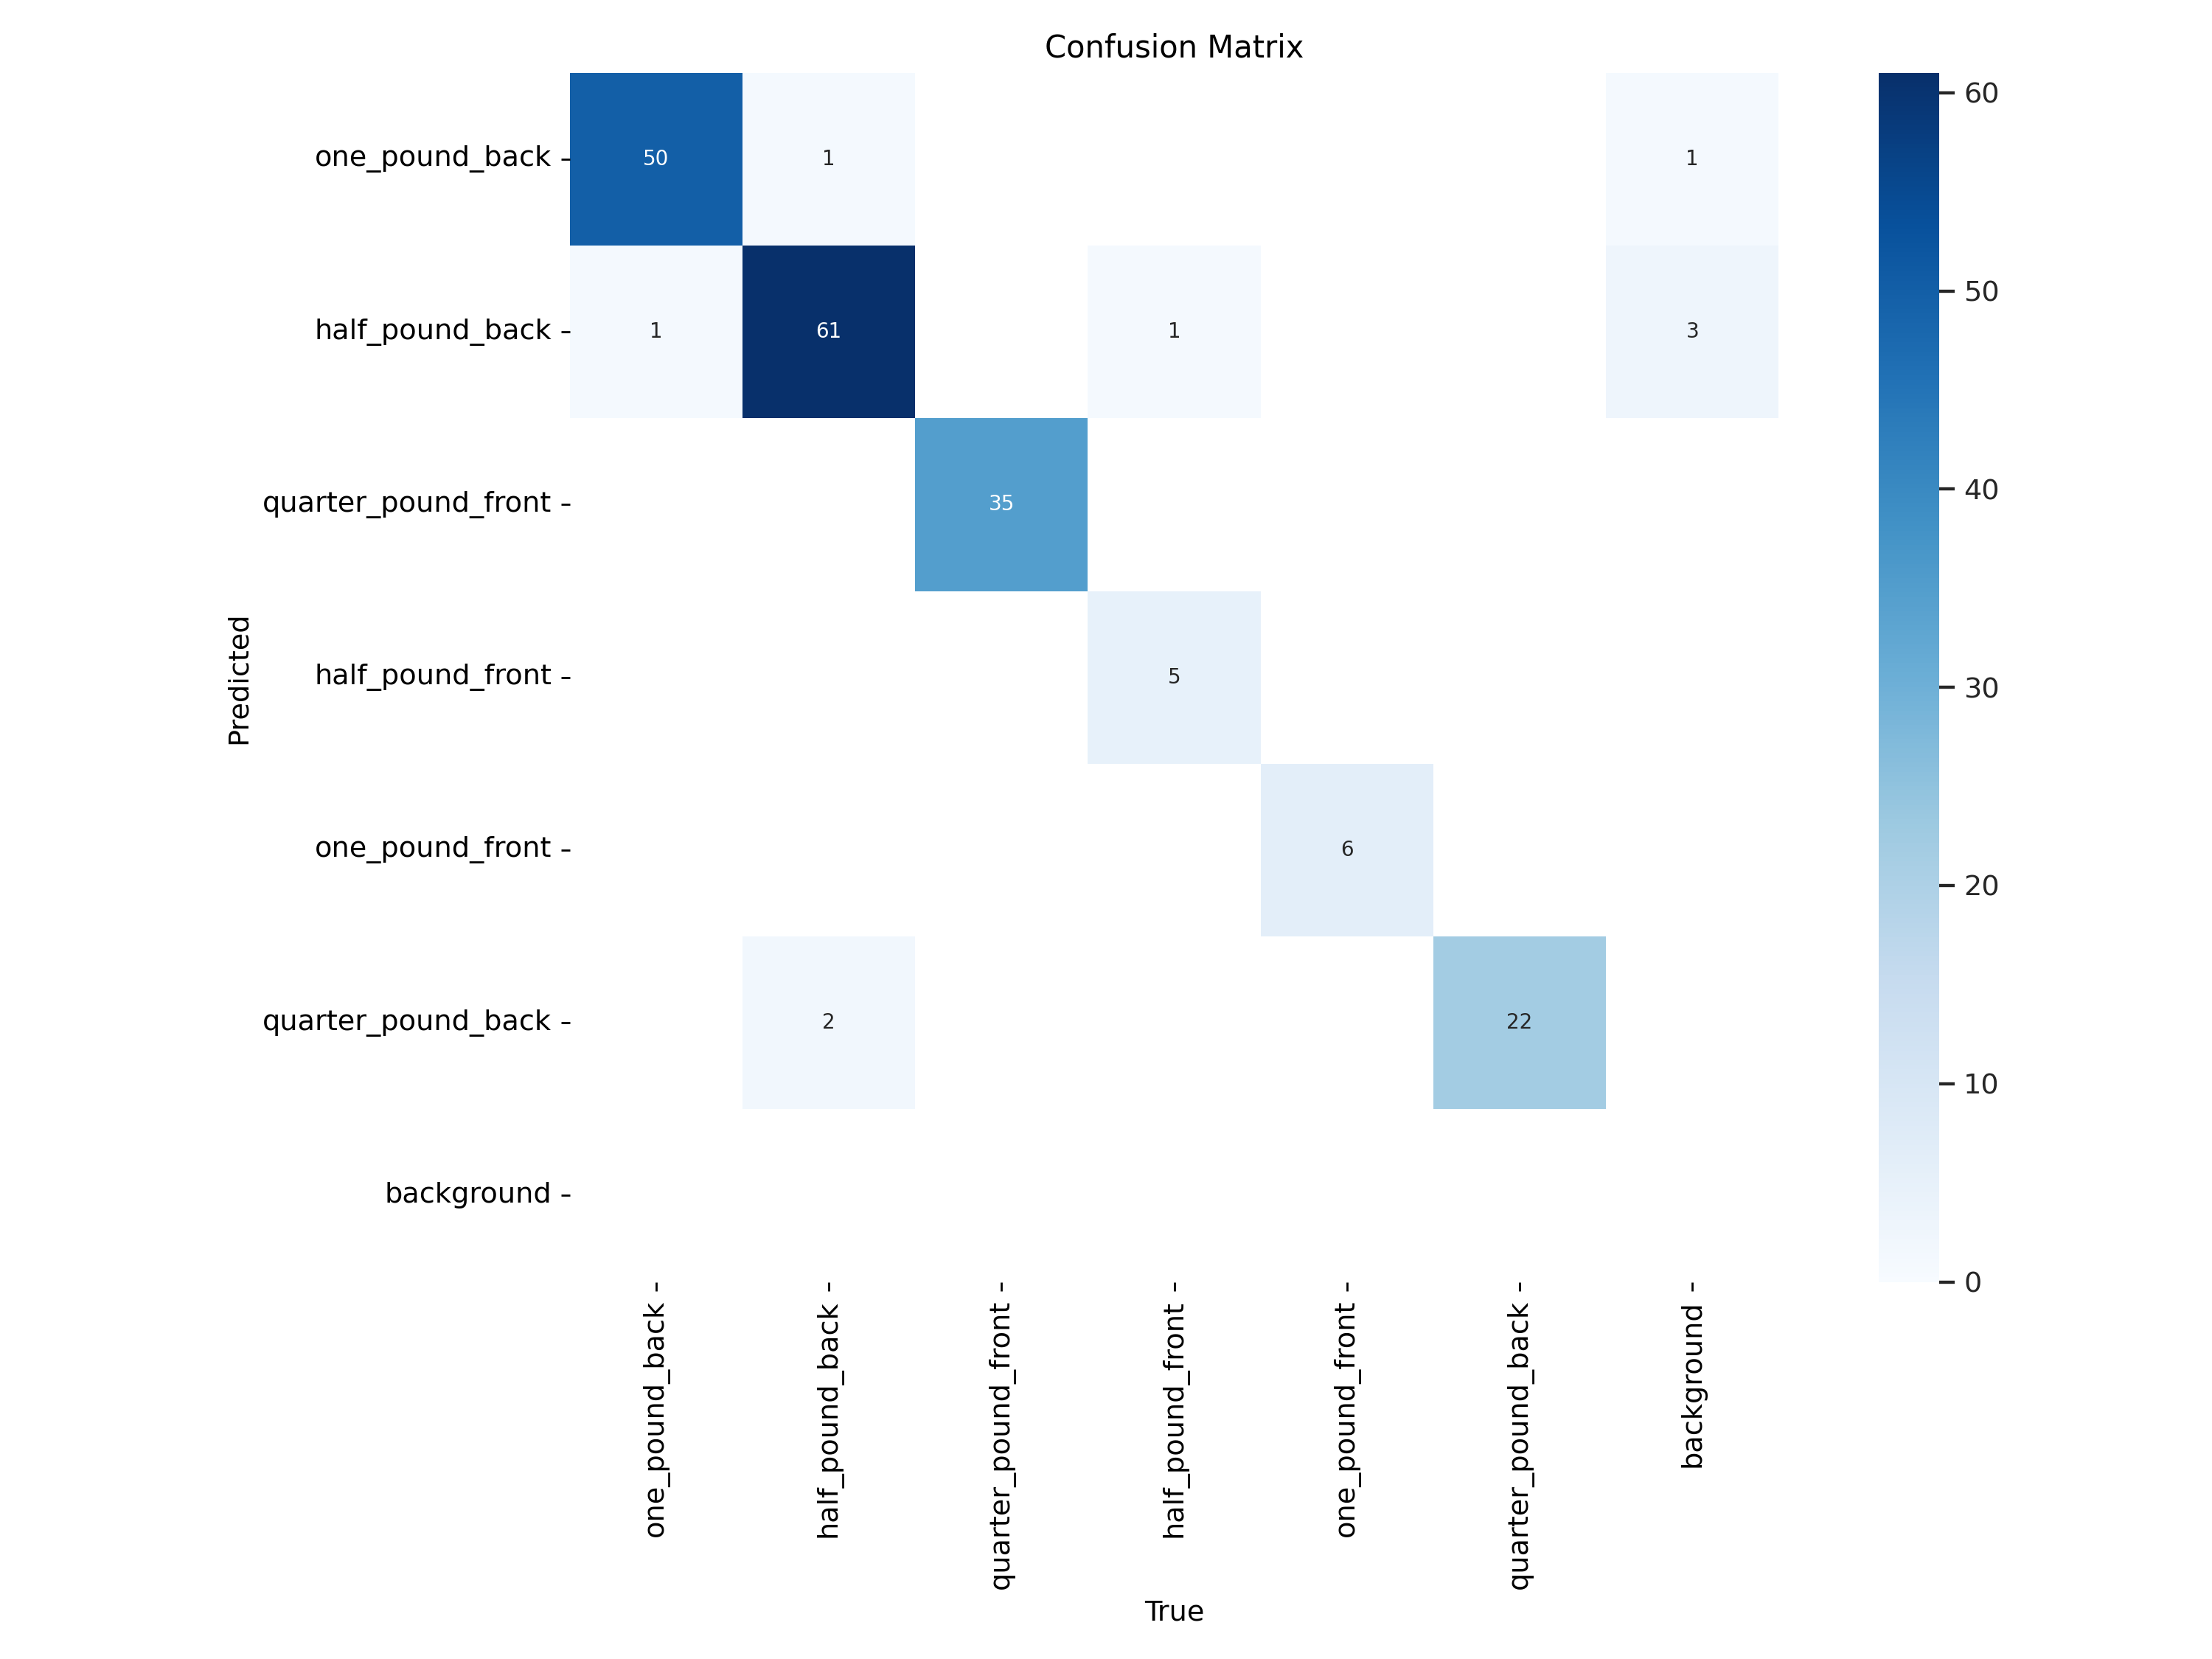 Confusion Matrix
one_pound_back
50
1
1
half_pound_back
1
61
1
3
quarter_pound_front
35
half_pound_front
5
one_pound_front
6
quarter_pound_back
2
22
background
Predicted
one_pound_back
half_pound_back
quarter_pound_front
half_pound_front
one_pound_front
quarter_pound_back
background
True
60
50
40
30
20
10
0